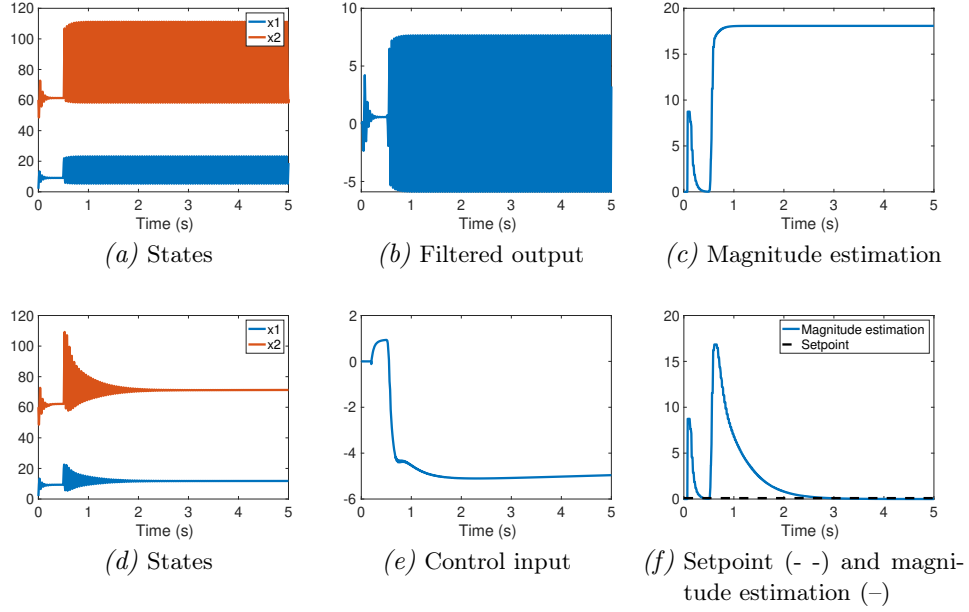 120
100
80
60
40
20
0
0 1 2 3 4 5
Time (s)
x1
x2
(a) States
10
5
0
-5
0 1 2 3 4 5
Time (s)
(b) Filtered output
20
15
10
5
0
0 1 2 3 4 5
Time (s)
(c) Magnitude estimation
120
100
80
60
40
20
0
0 1 2 3 4 5
Time (s)
x1
x2
(d) States
2
0
-2
-4
-6
0 1 2 3 4 5
Time (s)
(e) Control input
20
15
10
5
0
0 1 2 3 4 5
Time (s)
Magnitude estimation
Setpoint
(f) Setpoint (- -) and magni-
tude estimation (–)